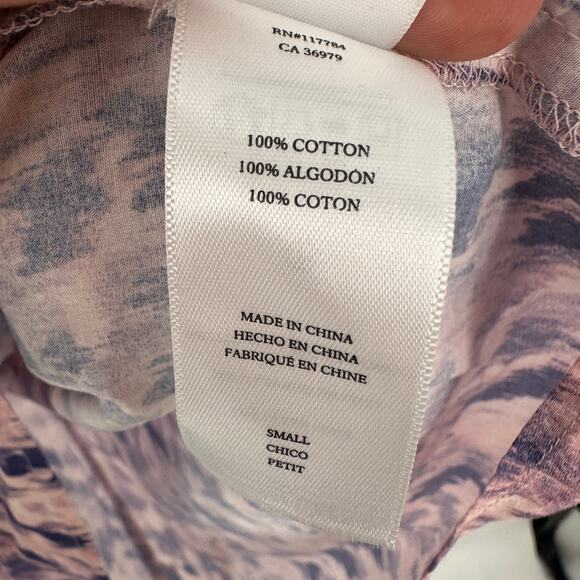 RN#117784
CA 36979
100% COTTON
100% ALGODÓN
100% COTON
MADE IN CHINA
HECHO EN CHINA
FABRIQUÉ EN CHINE
SMALL
CHICO
PETIT